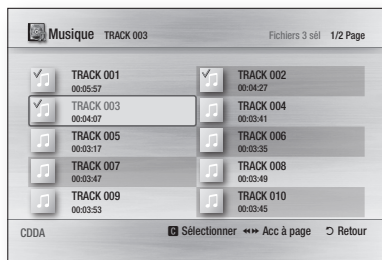 Musique TRACK 003 Fichiers 3 sél 1/2 Page
TRACK 001 TRACK 002
00:05:57 00:04:27
TRACK 003 TRACK 004
00:04:07 00:03:41
TRACK 005 TRACK 006
00:03:17 00:03:35
TRACK 007 TRACK 008
00:03:47 00:03:49
TRACK 009 TRACK 010
00:03:53 00:03:45
CDDA C Sélectionner ◄◄ ►► Acc à page Retour